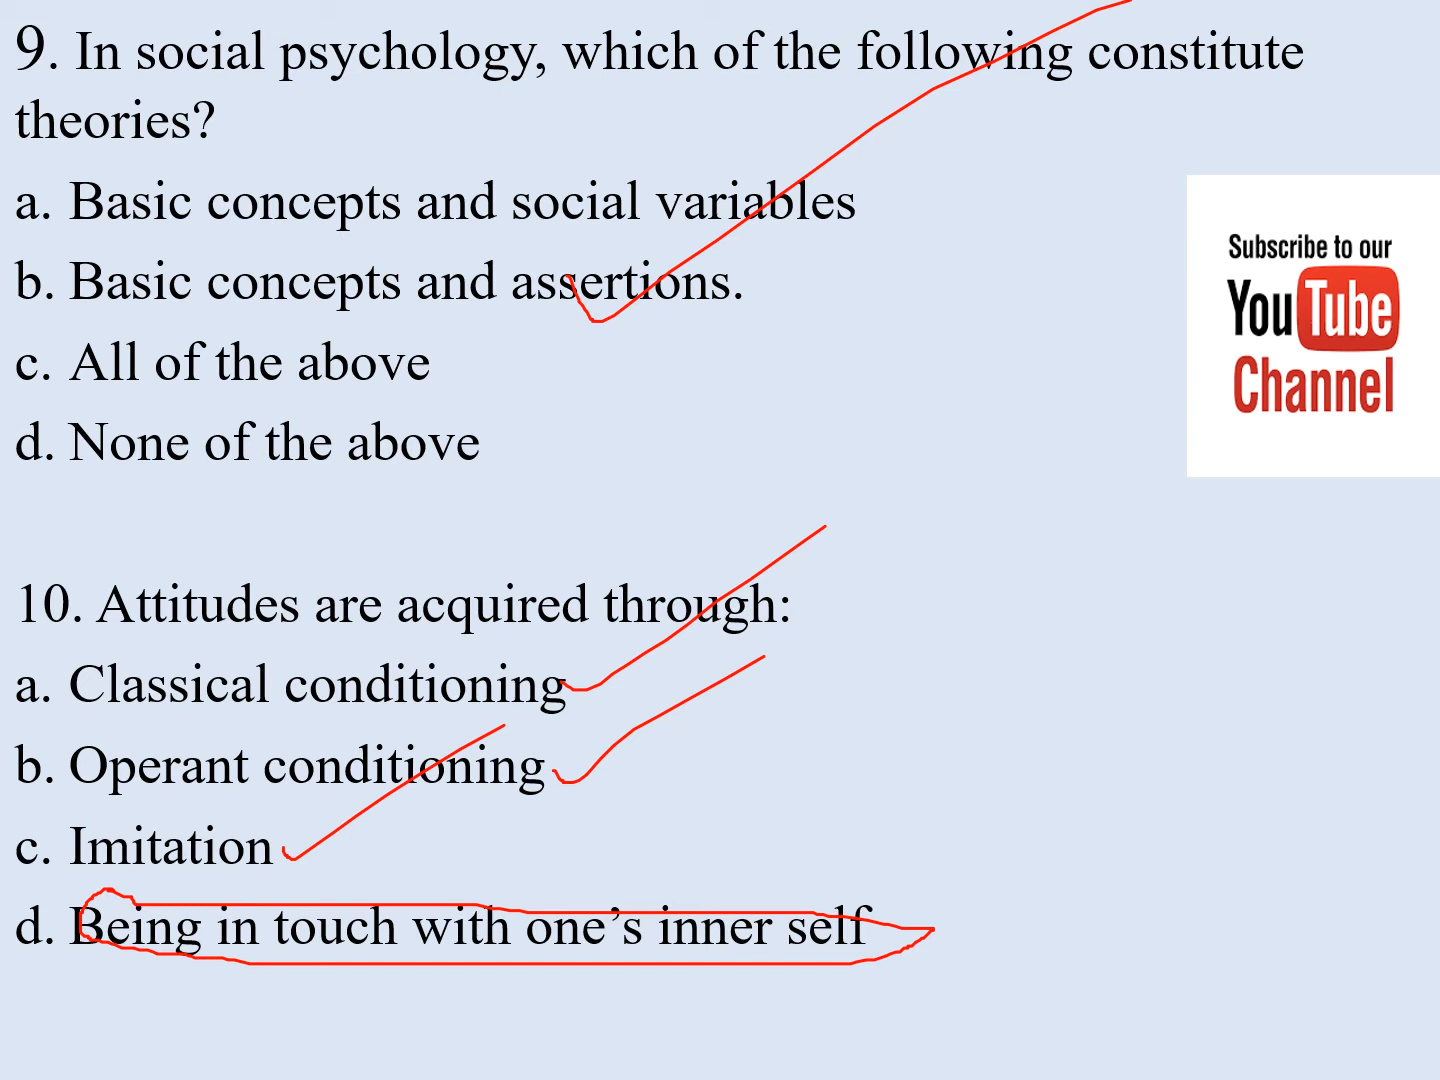 9. In social psychology, which of the following constitute
theories?
a. Basic concepts and social variables
b. Basic concepts and assertions.
c. All of the above
d. None of the above
Subscribe to our
YouTube
Channel
10. Attitudes are acquired through:
a. Classical conditioning
b. Operant conditioning
c. Imitation
d. Being in touch with one’s inner self